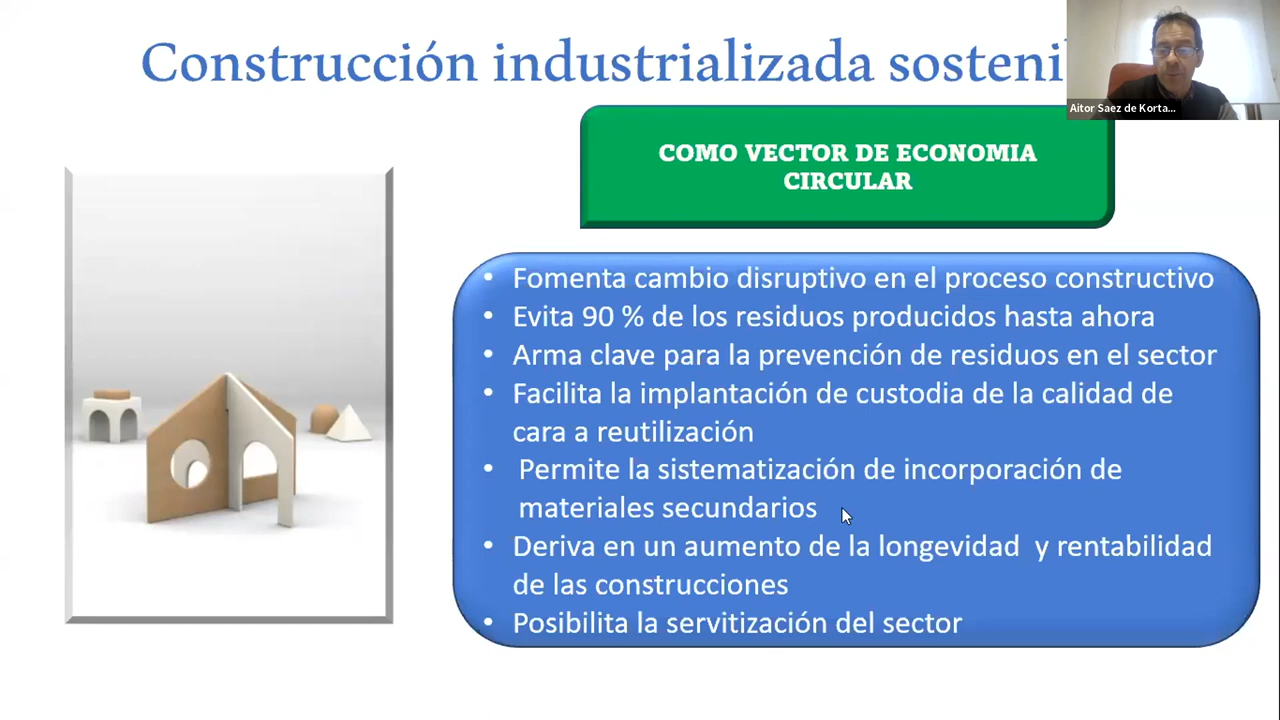 Construcción industrializada sosteni
Aitor Saez de Korta...
COMO VECTOR DE ECONOMIA
CIRCULAR
• Fomenta cambio disruptivo en el proceso constructivo
• Evita 90 % de los residuos producidos hasta ahora
• Arma clave para la prevención de residuos en el sector
• Facilita la implantación de custodia de la calidad de
cara a reutilización
• Permite la sistematización de incorporación de
materiales secundarios
• Deriva en un aumento de la longevidad y rentabilidad
de las construcciones
• Posibilita la servitización del sector